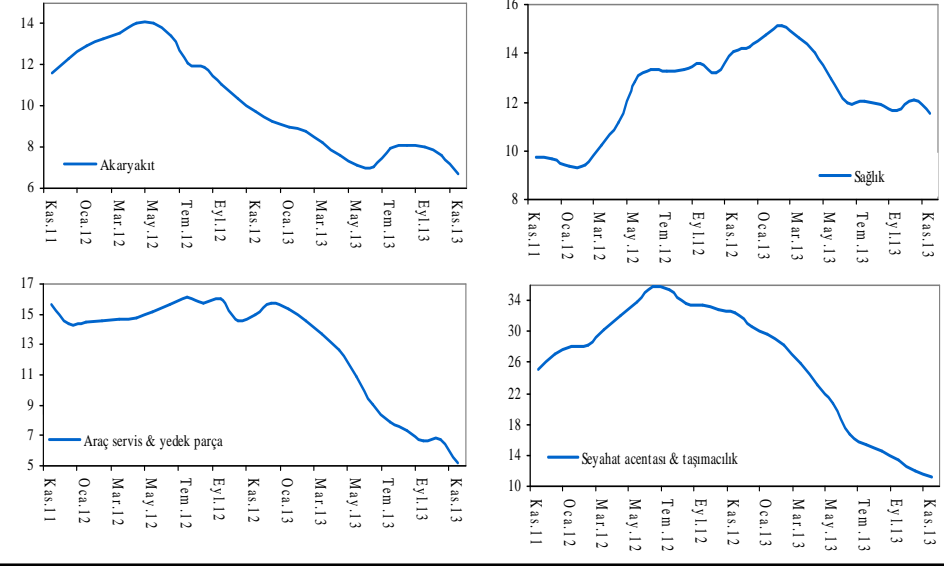 14
12
10
8
6
Akaryakıt
Kas.11
Oca.12
Mar.12
May.12
Tem.12
Eyl.12
Kas.12
Oca.13
Mar.13
May.13
Tem.13
Eyl.13
Kas.13
16
14
12
10
8
Sağlık
Kas.11
Oca.12
Mar.12
May.12
Tem.12
Eyl.12
Kas.12
Oca.13
Mar.13
May.13
Tem.13
Eyl.13
Kas.13
17
15
13
11
9
7
5
Araç servis & yedek parça
Kas.11
Oca.12
Mar.12
May.12
Tem.12
Eyl.12
Kas.12
Oca.13
Mar.13
May.13
Tem.13
Eyl.13
Kas.13
34
30
26
22
18
14
10
Seyahat acentası & taşımacılık
Kas.11
Oca.12
Mar.12
May.12
Tem.12
Eyl.12
Kas.12
Oca.13
Mar.13
May.13
Tem.13
Eyl.13
Kas.13